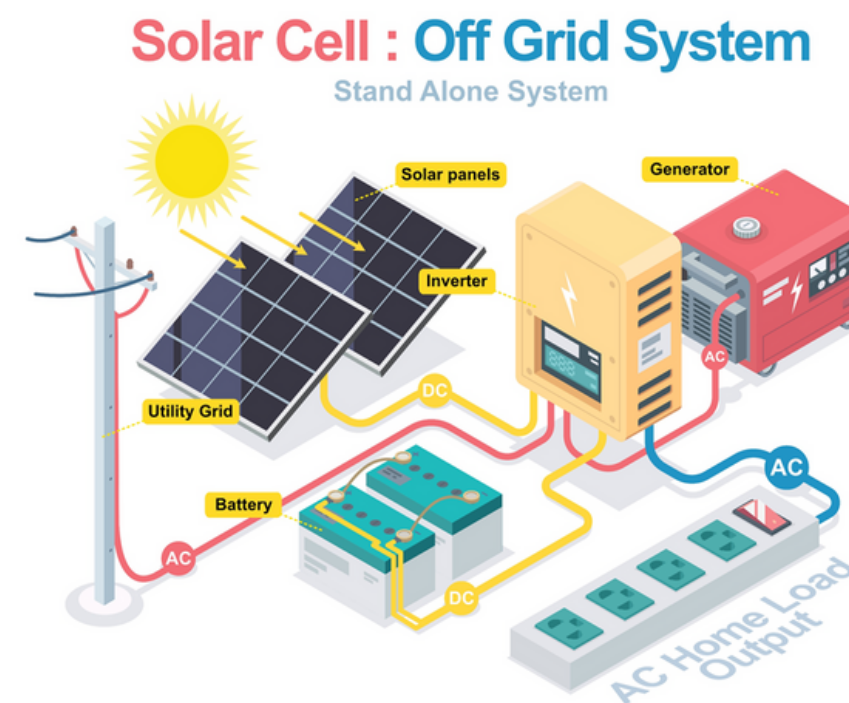 Solar Cell : Off Grid System
Stand Alone System
Solar panels
Generator
Inverter
AC
DC
Utility Grid
AC
Battery
AC
DC
AC Home Load
Output